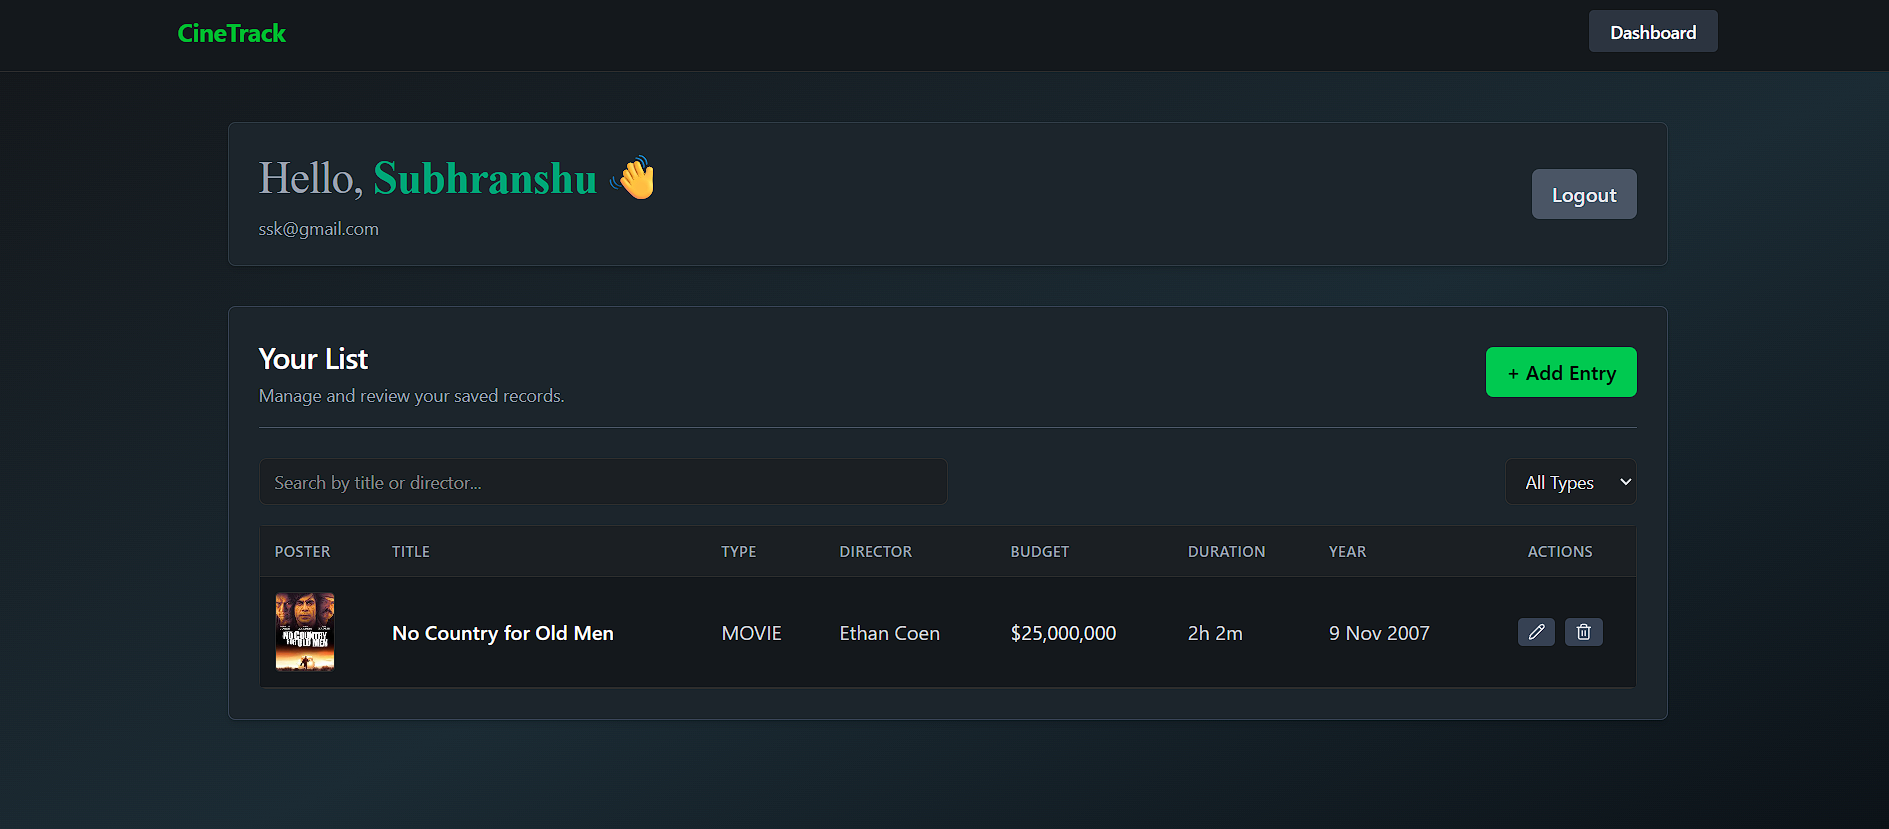 CineTrack
Dashboard
Hello, Subhranshu 👋
ssk@gmail.com
Logout
Your List
Manage and review your saved records.
+ Add Entry
Search by title or director...
All Types
POSTER TITLE TYPE DIRECTOR BUDGET DURATION YEAR ACTIONS
NO COUNTRY
FOR OLD MEN
No Country for Old Men MOVIE Ethan Coen $25,000,000 2h 2m 9 Nov 2007